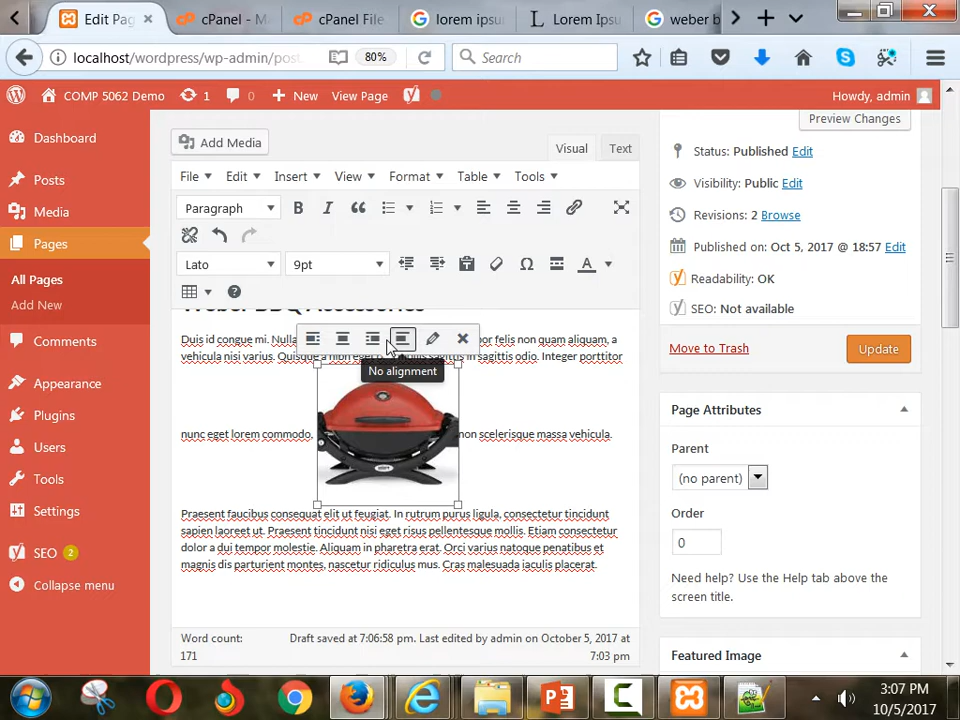 Edit Pag
cPanel - M
cPanel File
lorem ipsu
Lorem Ipsu
weber b
localhost/wordpress/wp-admin/post.
80%
Search
COMP 5062 Demo
1
0
New
View Page
Howdy, admin
Dashboard
Posts
Media
Pages
All Pages
Add New
Comments
Appearance
Plugins
Users
Tools
Settings
SEO 2
Collapse menu
Add Media
Visual
Text
File
Edit
Insert
View
Format
Table
Tools
Paragraph
Lato
9pt
Weber BBQ Accessories
Duis id congue mi. Nulla por felis non quam aliquam, a
vehicula nisi varius. Quisque a nibh eget sagittis in sagittis odio. Integer porttitor
No alignment
nunc eget lorem commodo, non scelerisque massa vehicula.
Praesent faucibus consequat elit ut feugiat. In rutrum purus ligula, consectetur tincidunt
sapien laoreet ut. Praesent tincidunt nisi eget risus pellentesque mollis. Etiam consectetur
dolor a dui tempor molestie. Aliquam in pharetra erat. Orci varius natoque penatibus et
magnis dis parturient montes, nascetur ridiculus mus. Cras malesuada iaculis placerat.
Word count:
171
Draft saved at 7:06:58 pm. Last edited by admin on October 5, 2017 at
7:03 pm
Preview Changes
Status: Published Edit
Visibility: Public Edit
Revisions: 2 Browse
Published on: Oct 5, 2017 @ 18:57 Edit
Readability: OK
SEO: Not available
Move to Trash
Update
Page Attributes
Parent
(no parent)
Order
0
Need help? Use the Help tab above the
screen title.
Featured Image
3:07 PM
10/5/2017